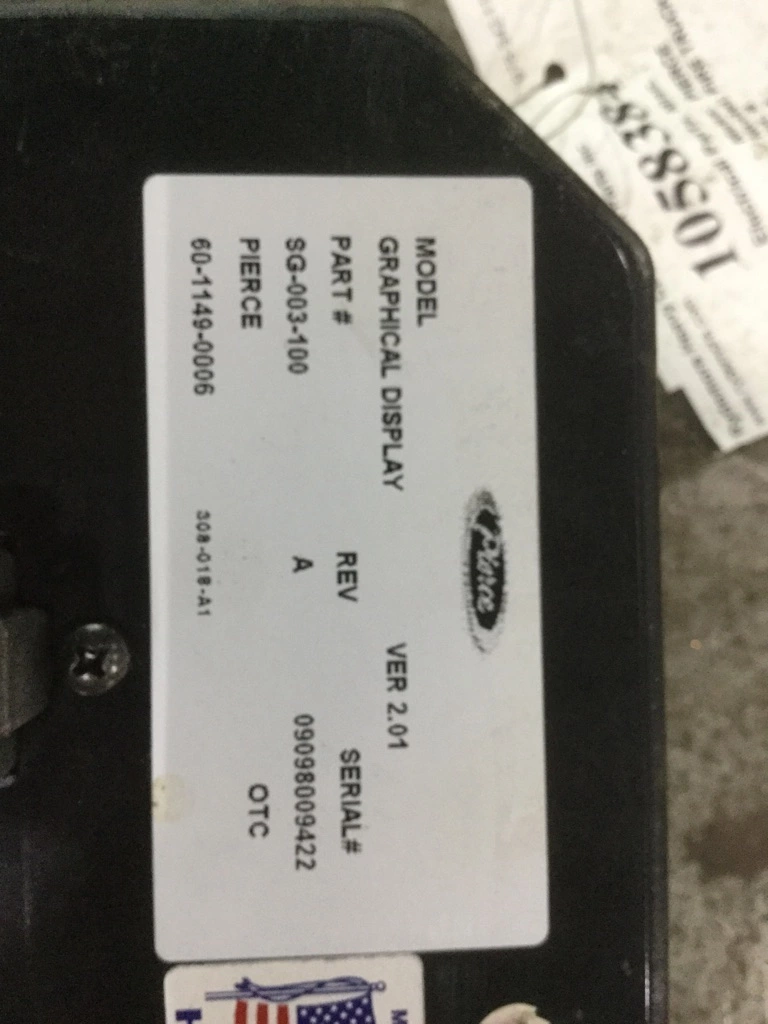 Pierce
MODEL
GRAPHICAL DISPLAY VER 2.01
PART # REV SERIAL#
SG-003-100 A 09098009422
PIERCE OTC
60-1149-0006 308-018-A1
1058384